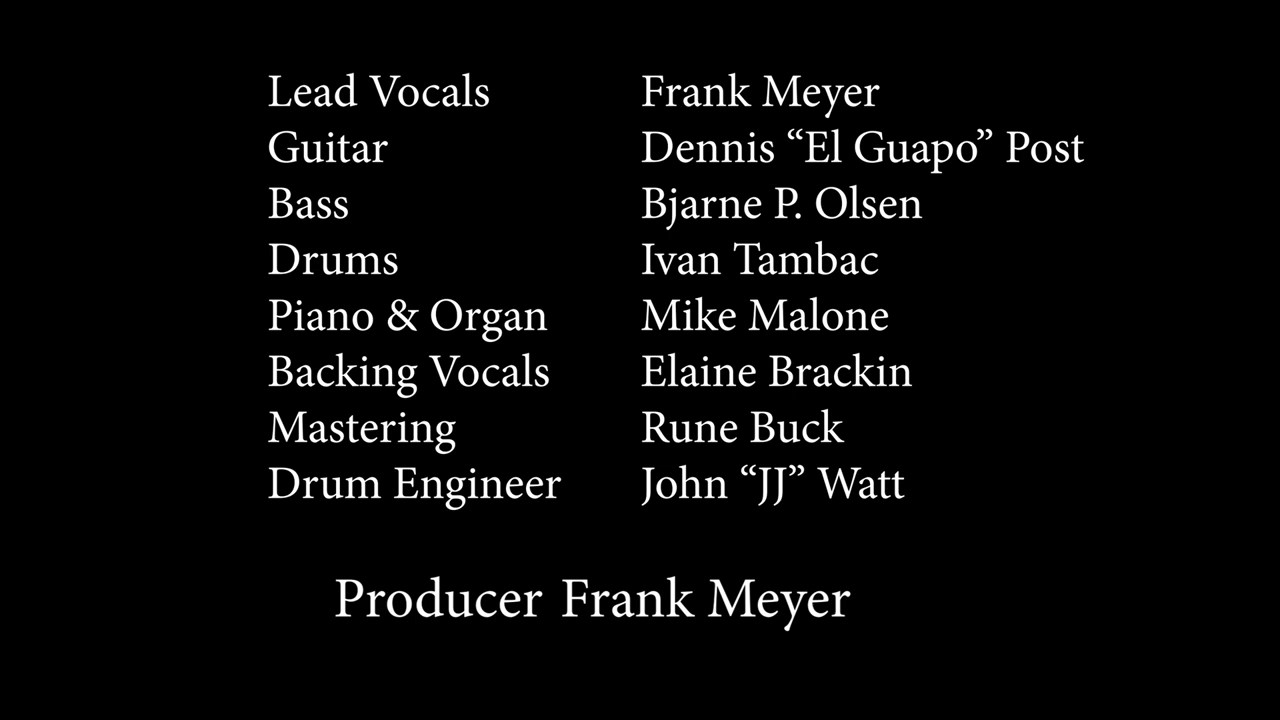 Lead Vocals Frank Meyer
Guitar Dennis “El Guapo” Post
Bass Bjarne P. Olsen
Drums Ivan Tambac
Piano & Organ Mike Malone
Backing Vocals Elaine Brackin
Mastering Rune Buck
Drum Engineer John “JJ” Watt
Producer Frank Meyer